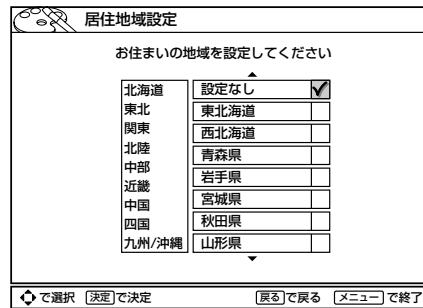 居住地域設定
お住まいの地域を設定してください
北海道
東北
関東
北陸
中部
近畿
中国
四国
九州/沖縄
設定なし
東北海道
西北海道
青森県
岩手県
宮城県
秋田県
山形県
で選択 決定で決定 戻るで戻る メニューで終了